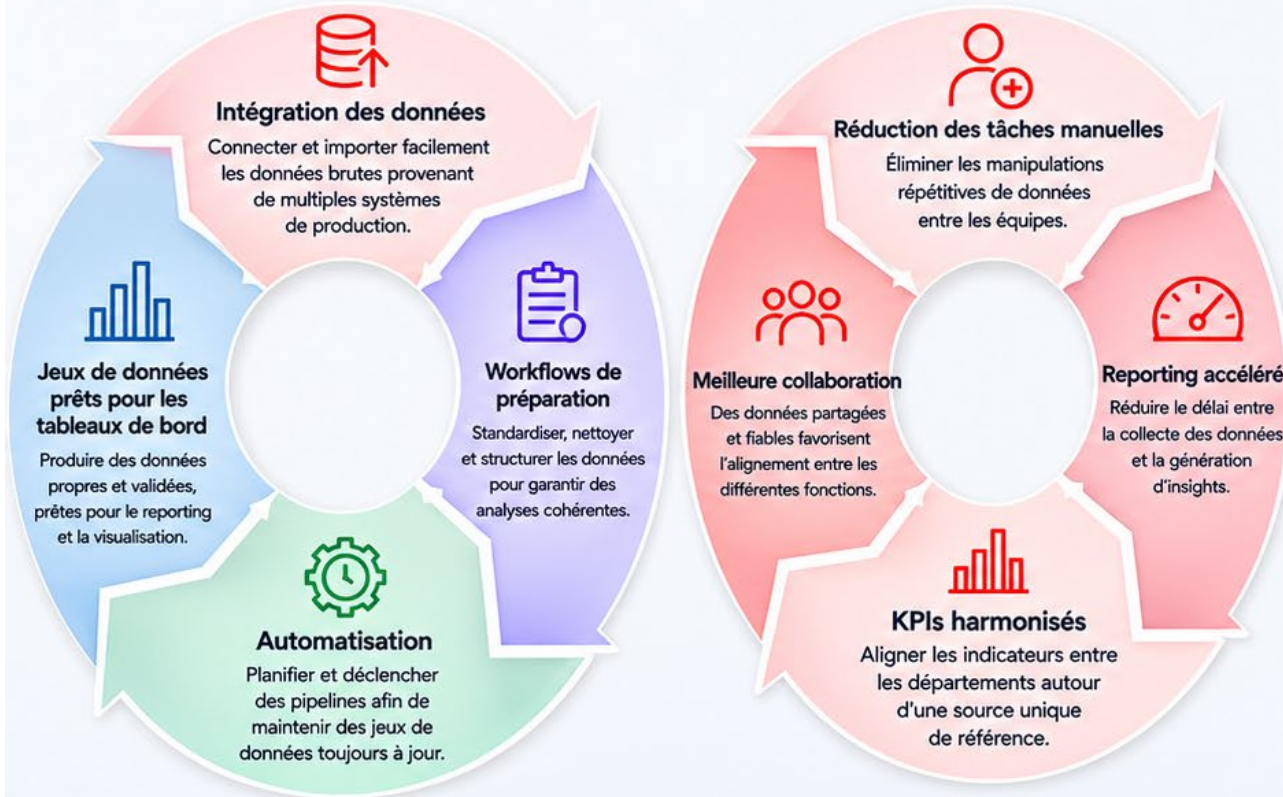 Intégration des données
Connecter et importer facilement
les données brutes provenant
de multiples systèmes
de production.
Workflows de
préparation
Standardiser, nettoyer
et structurer les données
pour garantir des
analyses cohérentes.
Automatisation
Planifier et déclencher
des pipelines afin de
maintenir des jeux de
données toujours à jour.
Jeux de données
prêts pour les
tableaux de bord
Produire des données
propres et validées,
prêtes pour le reporting
et la visualisation.
Réduction des tâches manuelles
Éliminer les manipulations
répétitives de données
entre les équipes.
Reporting accéléré
Réduire le délai entre
la collecte des données
et la génération
d'insights.
KPIs harmonisés
Aligner les indicateurs entre
les départements autour
d'une source unique
de référence.
Meilleure collaboration
Des données partagées
et fiables favorisent
l'alignement entre les
différentes fonctions.